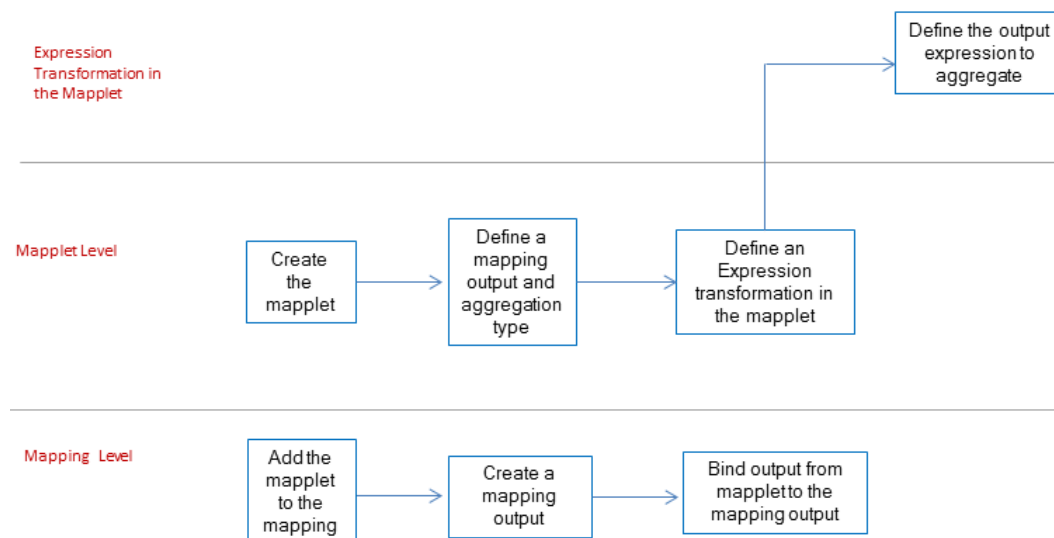 Expression
Transformation in
the Mapplet
Define the output
expression to
aggregate
Mapplet Level
Create
the
mapplet
Define a
mapping
output and
aggregation
type
Define an
Expression
transformation in
the mapplet
Mapping Level
Add the
mapplet
to the
mapping
Create a
mapping
output
Bind output from
mapplet to the
mapping output